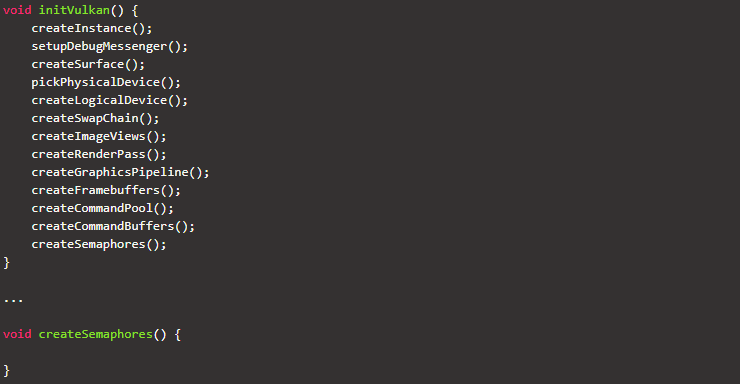 void initVulkan() {
    createInstance();
    setupDebugMessenger();
    createSurface();
    pickPhysicalDevice();
    createLogicalDevice();
    createSwapChain();
    createImageViews();
    createRenderPass();
    createGraphicsPipeline();
    createFramebuffers();
    createCommandPool();
    createCommandBuffers();
    createSemaphores();
}
...
void createSemaphores() {
}